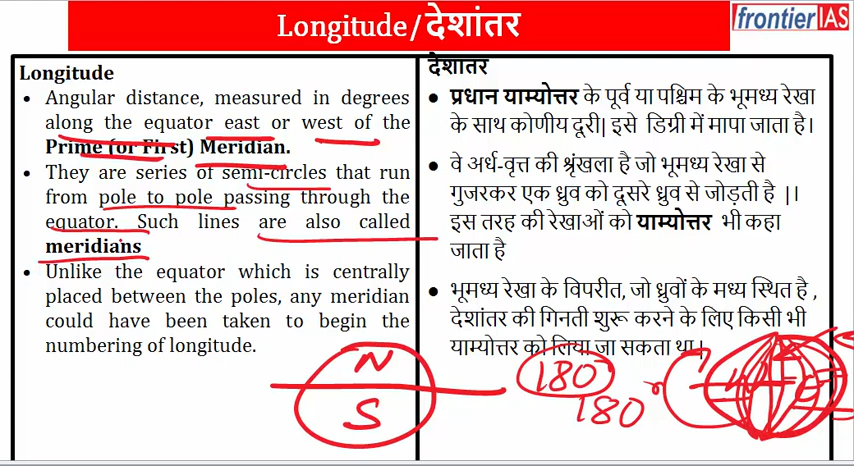 Longitude/देशांतर
frontier IAS
Longitude
• Angular distance, measured in degrees
along the equator east or west of the
Prime (or First) Meridian.
• They are series of semi-circles that run
from pole to pole passing through the
equator. Such lines are also called
meridians
• Unlike the equator which is centrally
placed between the poles, any meridian
could have been taken to begin the
numbering of longitude.
देशांतर
• प्रधान याम्योत्तर के पूर्व या पश्चिम के भूमध्य रेखा
के साथ कोणीय दूरी| इसे डिग्री में मापा जाता है।
• वे अर्ध-वृत्त की श्रृंखला है जो भूमध्य रेखा से
गुजरकर एक ध्रुव को दूसरे ध्रुव से जोड़ती है |।
इस तरह की रेखाओं को याम्योत्तर भी कहा
जाता है
• भूमध्य रेखा के विपरीत, जो ध्रुवों के मध्य स्थित है ,
देशांतर की गिनती शुरू करने के लिए किसी भी
याम्योत्तर को लिया जा सकता था।
N
S
180
180